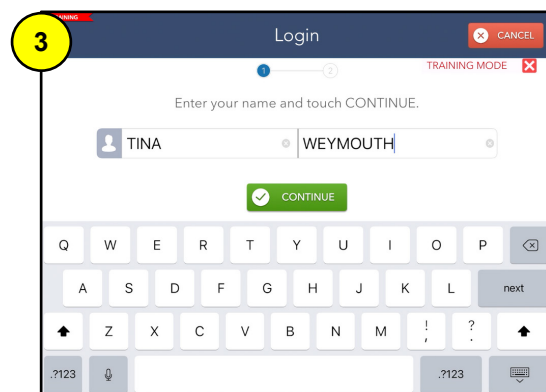 3
TRAINING
Login
CANCEL
1
2
TRAINING MODE
Enter your name and touch CONTINUE.
TINA WEYMOUTH
CONTINUE
Q W E R T Y U I O P
A S D F G H J K L next
Z X C V B N M ! , ? .
.?123 .?123